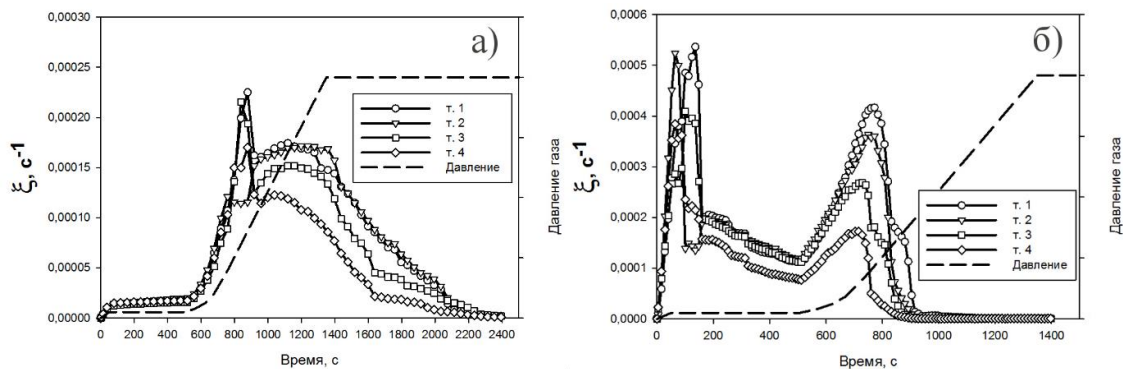 а)
0,00030
0,00025
0,00020
0,00015
0,00010
0,00005
0,00000
ξ, с-1
0 200 400 600 800 1000 1200 1400 1600 1800 2000 2200 2400
Время, с
Давление газа
т. 1
т. 2
т. 3
т. 4
Давление
б)
0,0006
0,0005
0,0004
0,0003
0,0002
0,0001
0,0000
ξ, с-1
0 200 400 600 800 1000 1200 1400
Время, с
Давление газа
т. 1
т. 2
т. 3
т. 4
Давление